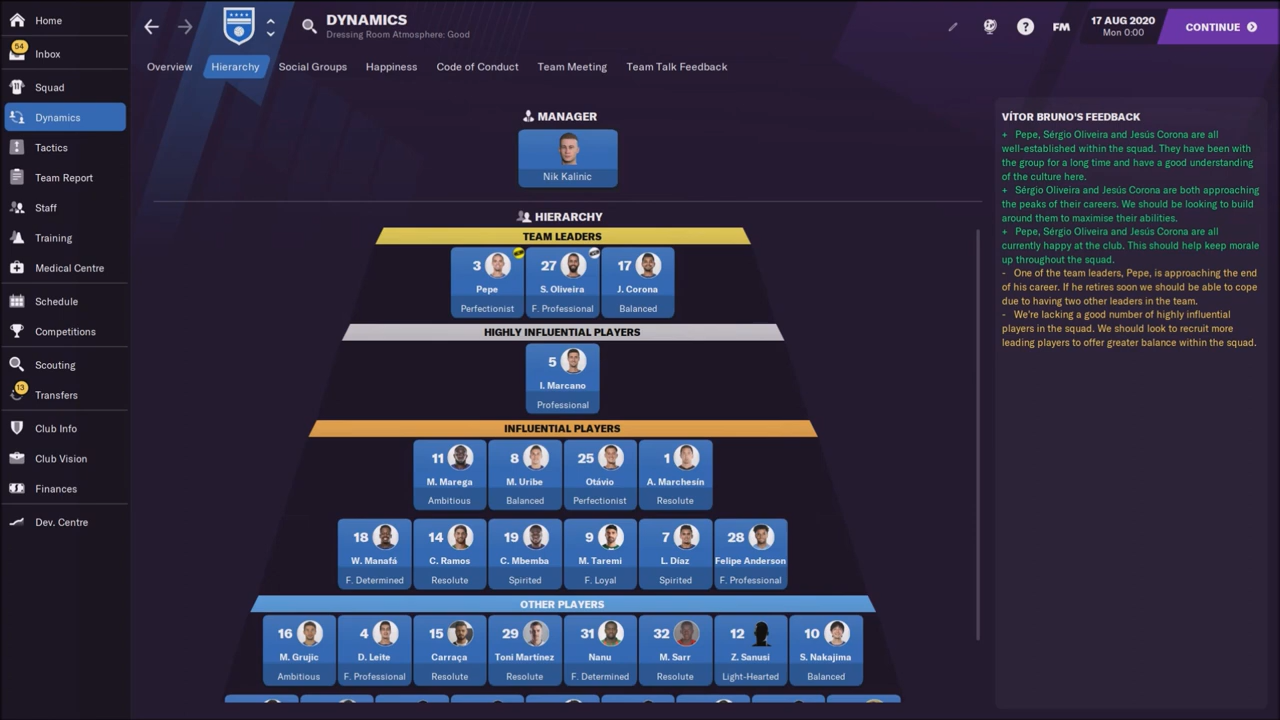 Home
54
Inbox
Squad
Dynamics
Tactics
Team Report
Staff
Training
Medical Centre
Schedule
Competitions
Scouting
13
Transfers
Club Info
Club Vision
Finances
Dev. Centre
DYNAMICS
Dressing Room Atmosphere: Good
FM
17 AUG 2020
Mon 0:00
CONTINUE
Overview Hierarchy Social Groups Happiness Code of Conduct Team Meeting Team Talk Feedback
MANAGER
Nik Kalinic
HIERARCHY
TEAM LEADERS
3 27 17
Pepe S. Oliveira J. Corona
Perfectionist F. Professional Balanced
HIGHLY INFLUENTIAL PLAYERS
5
I. Marcano
Professional
INFLUENTIAL PLAYERS
11 8 25 1
M. Marega M. Uribe Otávio A. Marchesín
Ambitious Balanced Perfectionist Resolute
18 14 19 9 7 28
W. Manafá C. Ramos C. Mbemba M. Taremi L. Díaz Felipe Anderson
F. Determined Resolute Spirited F. Loyal Spirited F. Professional
OTHER PLAYERS
16 4 15 29 31 32 12 10
M. Grujic D. Leite Carraça Toni Martínez Nanu M. Sarr Z. Sanusi S. Nakajima
Ambitious F. Professional Resolute Resolute F. Determined Resolute Light-Hearted Balanced
VÍTOR BRUNO'S FEEDBACK
+ Pepe, Sérgio Oliveira and Jesús Corona are all
well-established within the squad. They have been with
the group for a long time and have a good understanding
of the culture here.
+ Sérgio Oliveira and Jesús Corona are both approaching
the peaks of their careers. We should be looking to build
around them to maximise their abilities.
+ Pepe, Sérgio Oliveira and Jesús Corona are all
currently happy at the club. This should help keep morale
up throughout the squad.
- One of the team leaders, Pepe, is approaching the end
of his career. If he retires soon we should be able to cope
due to having two other leaders in the team.
- We're lacking a good number of highly influential
players in the squad. We should look to recruit more
leading players to offer greater balance within the squad.